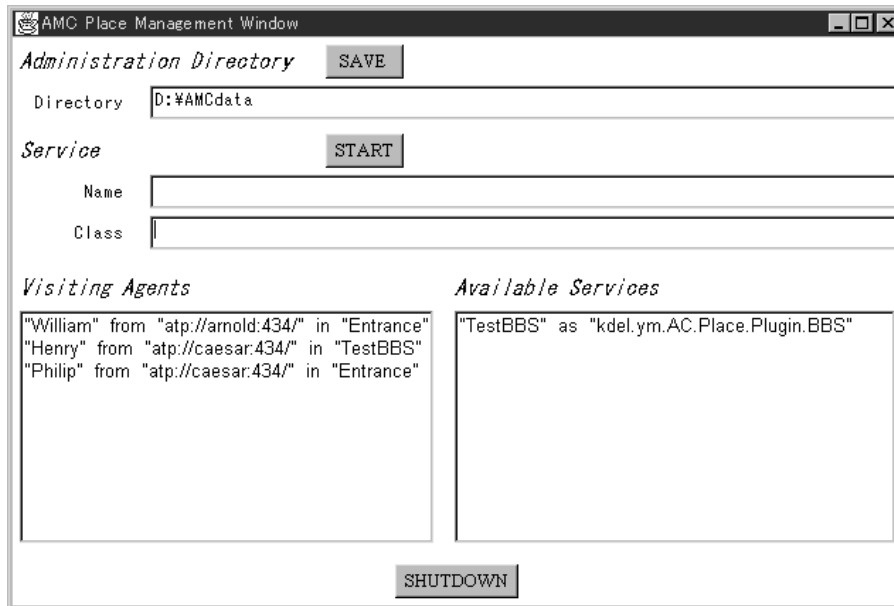 AMC Place Management Window
Administration Directory SAVE
Directory D:¥AMCdata
Service START
Name
Class
Visiting Agents
"William" from "atp://arnold:434/" in "Entrance"
"Henry" from "atp://caesar:434/" in "TestBBS"
"Philip" from "atp://caesar:434/" in "Entrance"
Available Services
"TestBBS" as "kdel.ym.AC.Place.Plugin.BBS"
SHUTDOWN